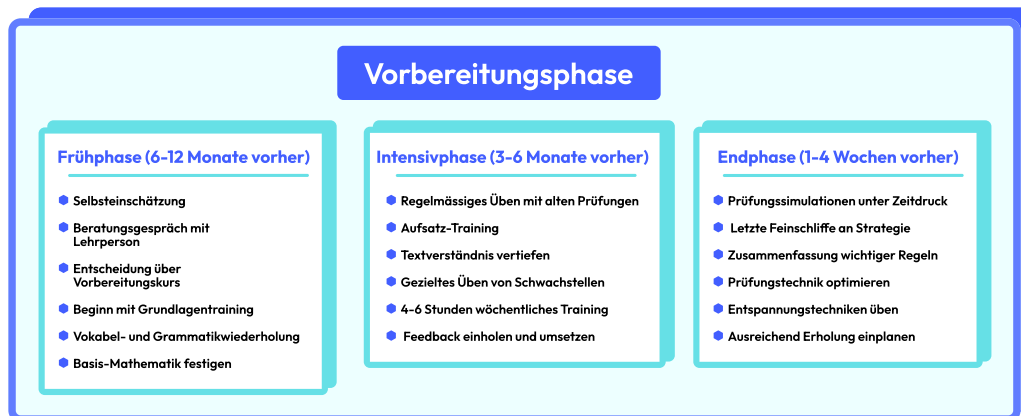 Vorbereitungsphase
Frühphase (6-12 Monate vorher)
Selbsteinschätzung
Beratungsgespräch mit
Lehrperson
Entscheidung über
Vorbereitungskurs
Beginn mit Grundlagentraining
Vokabel- und Grammatikwiederholung
Basis-Mathematik festigen
Intensivphase (3-6 Monate vorher)
Regelmässiges Üben mit alten Prüfungen
Aufsatz-Training
Textverständnis vertiefen
Gezieltes Üben von Schwachstellen
4-6 Stunden wöchentliches Training
Feedback einholen und umsetzen
Endphase (1-4 Wochen vorher)
Prüfungssimulationen unter Zeitdruck
Letzte Feinschliffe an Strategie
Zusammenfassung wichtiger Regeln
Prüfungstechnik optimieren
Entspannungstechniken üben
Ausreichend Erholung einplanen